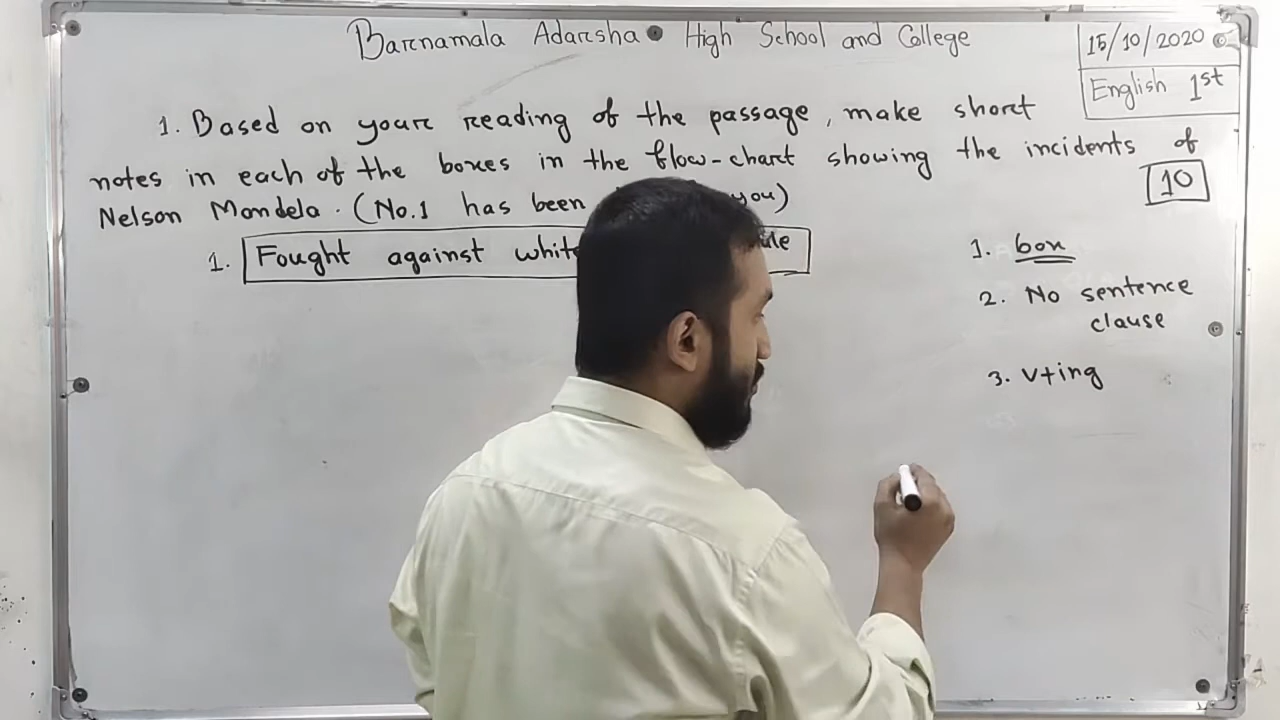 Barnamala Adarsha High School and College
15/10/2020
English 1st
1. Based on your reading of the passage, make short
notes in each of the boxes in the flow-chart showing the incidents of
Nelson Mandela. (No.1 has been you)
10
1. Fought against white
1. box
2. No sentence
clause
3. v+ing